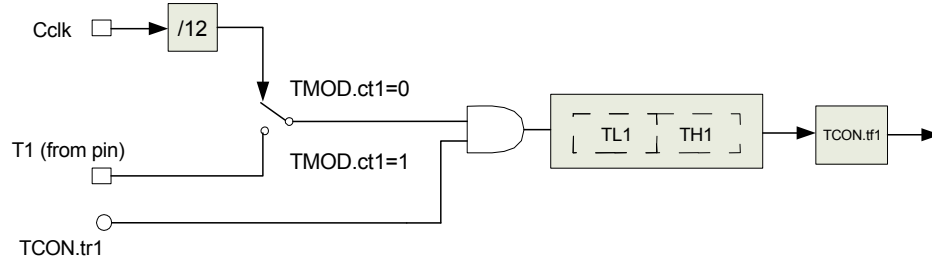 Cclk
/12
TMOD.ct1=0
T1 (from pin)
TMOD.ct1=1
TL1
TH1
TCON.tf1
TCON.tr1